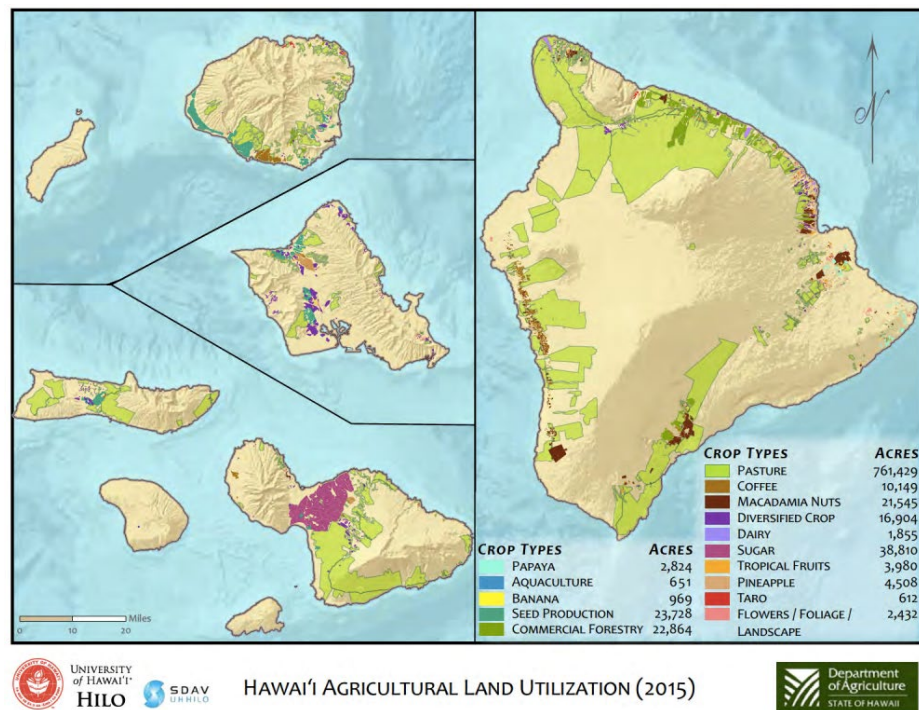 N
CROP TYPES ACRES
PASTURE 761,429
COFFEE 10,149
MACADAMIA NUTS 21,545
DIVERSIFIED CROP 16,904
DAIRY 1,855
SUGAR 38,810
TROPICAL FRUITS 3,980
PINEAPPLE 4,508
TARO 612
FLOWERS / FOLIAGE / 2,432
LANDSCAPE
CROP TYPES ACRES
PAPAYA 2,824
AQUACULTURE 651
BANANA 969
SEED PRODUCTION 23,728
COMMERCIAL FORESTRY 22,864
Miles
0 10 20
UNIVERSITY
of HAWAI‘I®
HILO
SDAV
UHHILO
HAWAI‘I AGRICULTURAL LAND UTILIZATION (2015)
Department
of Agriculture
STATE OF HAWAII